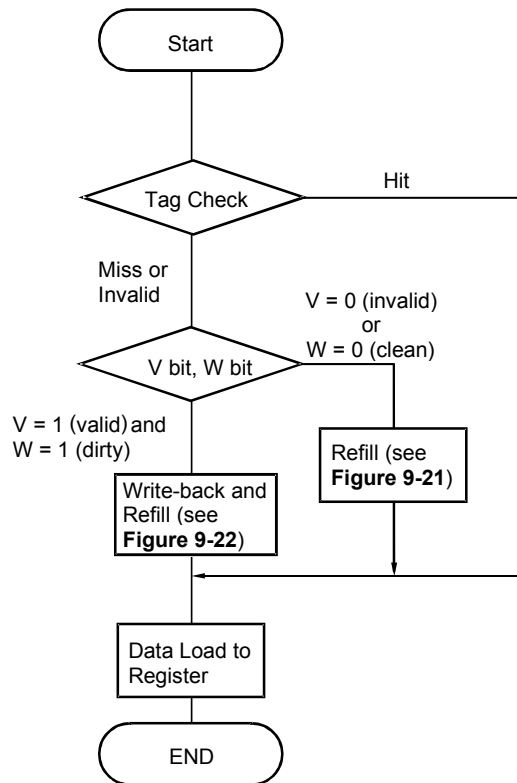 Start
Tag Check
Hit
Miss or
Invalid
V = 0 (invalid)
or
W = 0 (clean)
V bit, W bit
V = 1 (valid) and
W = 1 (dirty)
Refill (see
Figure 9-21)
Write-back and
Refill (see
Figure 9-22)
Data Load to
Register
END